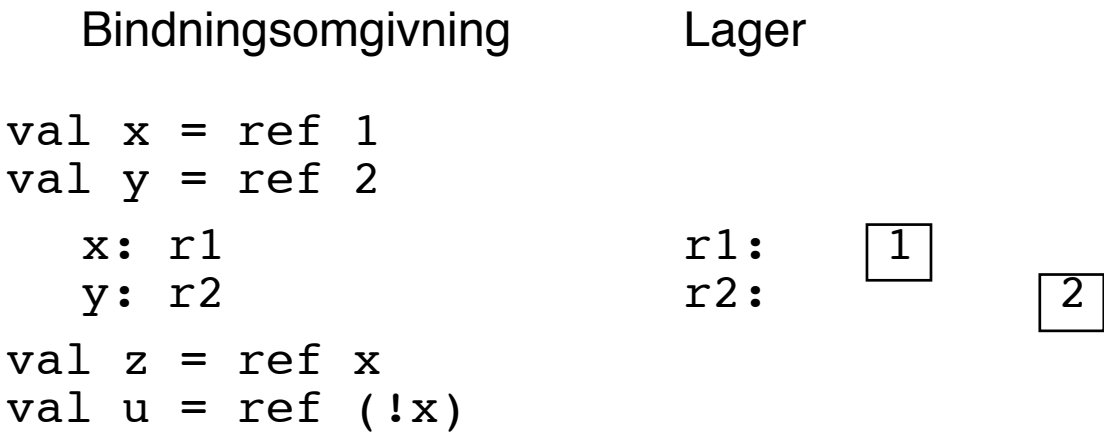 Bindningsomgivning Lager
val x = ref 1
val y = ref 2
x: r1 r1: 1
y: r2 r2: 2
val z = ref x
val u = ref (!x)